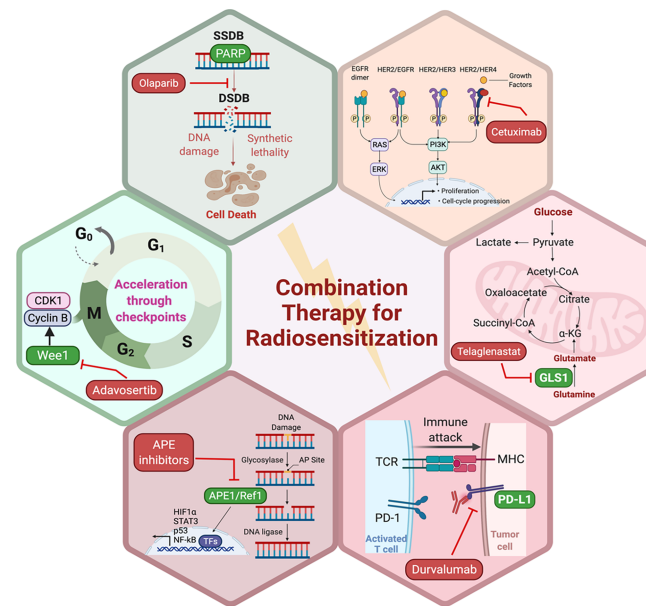 SSDB
PARP
Olaparib
DSDB
DNA
damage
Synthetic
lethality
Cell Death
EGFR
dimer
HER2/EGFR
HER2/HER3
HER2/HER4
Growth
Factors
P P
P P
P P
P P
Cetuximab
RAS
PI3K
ERK
AKT
• Proliferation
• Cell-cycle progression
G0
G1
S
G2
M
Acceleration
through
checkpoints
CDK1
Cyclin B
Wee1
Adavosertib
Combination
Therapy for
Radiosensitization
Glucose
Lactate
Pyruvate
Acetyl-CoA
Oxaloacetate
Citrate
Succinyl-CoA
α-KG
Telaglenastat
Glutamate
GLS1
Glutamine
APE
inhibitors
DNA
Damage
Glycosylase
AP Site
APE1/Ref1
HIF1α
STAT3
p53
NF-kB
TFs
DNA ligase
Immune
attack
TCR
MHC
PD-L1
PD-1
Activated
T cell
Tumor
cell
Durvalumab